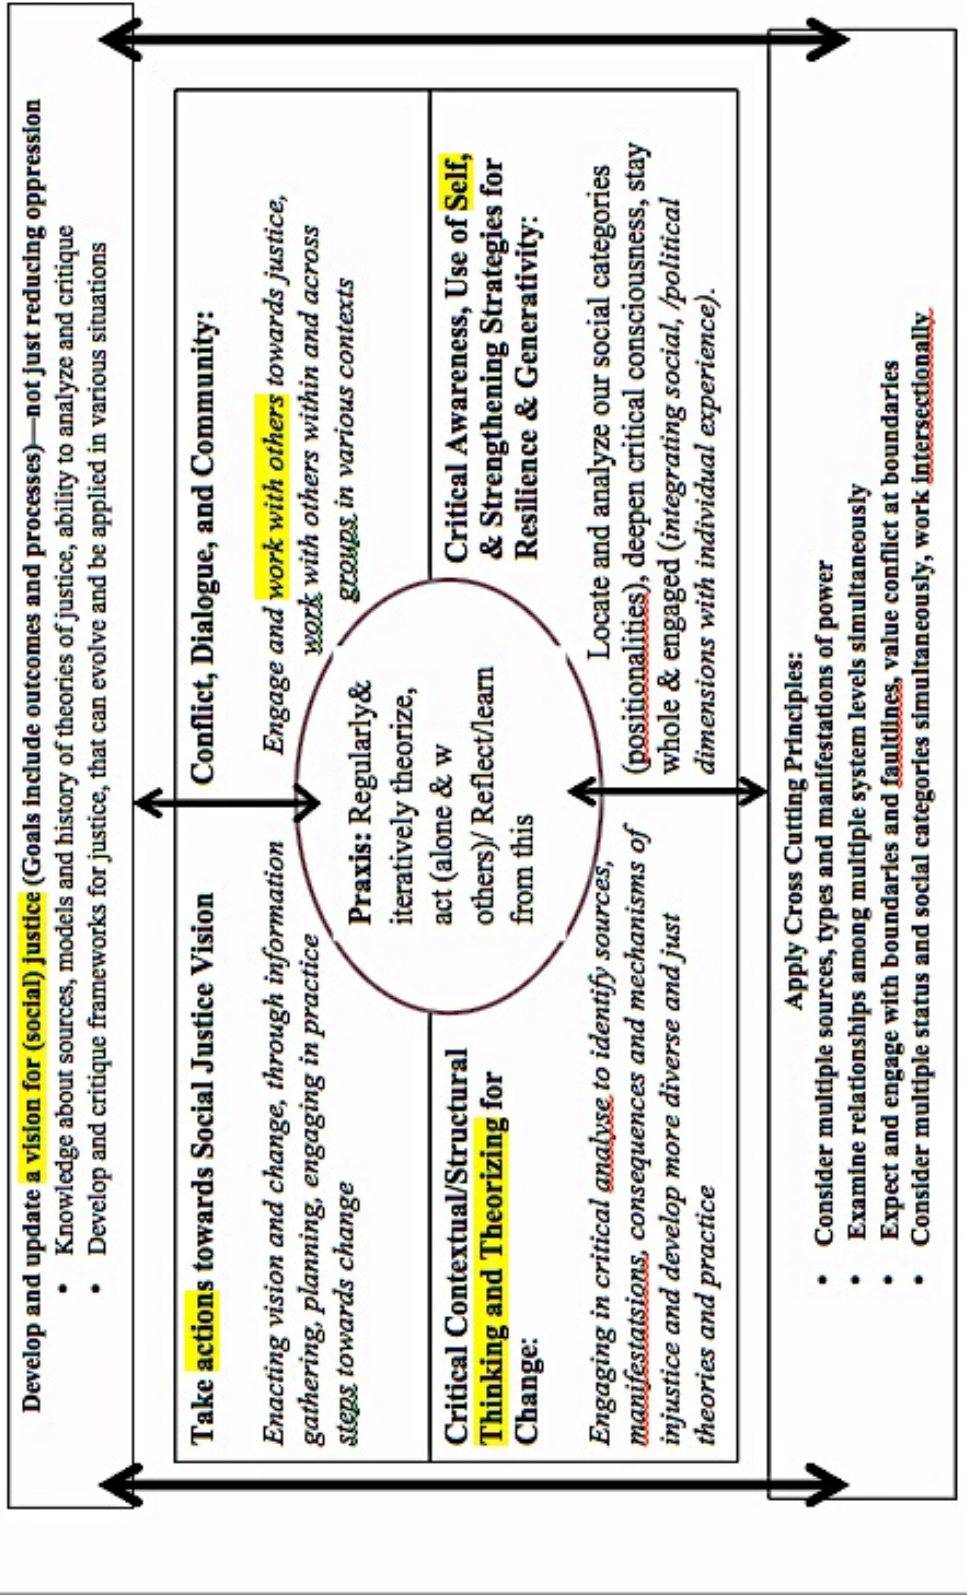 Develop and update a vision for (social) justice (Goals include outcomes and processes)—not just reducing oppression
• Knowledge about sources, models and history of theories of justice, ability to analyze and critique
• Develop and critique frameworks for justice, that can evolve and be applied in various situations
Take actions towards Social Justice Vision
Enacting vision and change, through information
gathering, planning, engaging in practice
steps towards change
Conflict, Dialogue, and Community:
Engage and work with others towards justice,
work with others within and across
groups in various contexts
Praxis: Regularly&
iteratively theorize,
act (alone & w
others)/ Reflect/learn
from this
Critical Contextual/Structural
Thinking and Theorizing for
Change:
Engaging in critical analyse to identify sources,
manifestatsions, consequences and mechanisms of
injustice and develop more diverse and just
theories and practice
Critical Awareness, Use of Self,
& Strengthening Strategies for
Resilience & Generativity:
Locate and analyze our social categories
(positionalities), deepen critical consciousness, stay
whole & engaged (integrating social, /political
dimensions with individual experience).
Apply Cross Cutting Principles:
• Consider multiple sources, types and manifestations of power
• Examine relationships among multiple system levels simultaneously
• Expect and engage with boundaries and faultlines, value conflict at boundaries
• Consider multiple status and social categories simultaneously, work intersectionally